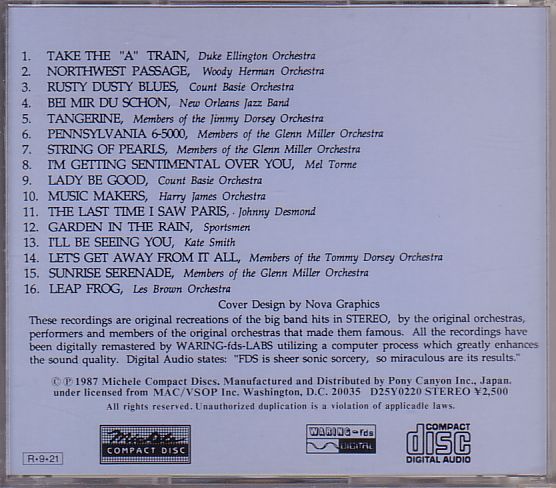 1. TAKE THE "A" TRAIN, Duke Ellington Orchestra
2. NORTHWEST PASSAGE, Woody Herman Orchestra
3. RUSTY DUSTY BLUES, Count Basie Orchestra
4. BEI MIR DU SCHON, New Orleans Jazz Band
5. TANGERINE, Members of the Jimmy Dorsey Orchestra
6. PENNSYLVANIA 6-5000, Members of the Glenn Miller Orchestra
7. STRING OF PEARLS, Members of the Glenn Miller Orchestra
8. I'M GETTING SENTIMENTAL OVER YOU, Mel Torme
9. LADY BE GOOD, Count Basie Orchestra
10. MUSIC MAKERS, Harry James Orchestra
11. THE LAST TIME I SAW PARIS, . Johnny Desmond
12. GARDEN IN THE RAIN, Sportsmen
13. I'LL BE SEEING YOU, Kate Smith
14. LET'S GET AWAY FROM IT ALL, Members of the Tommy Dorsey Orchestra
15. SUNRISE SERENADE, Members of the Glenn Miller Orchestra
16. LEAP FROG, Les Brown Orchestra
Cover Design by Nova Graphics
These recordings are original recreations of the big band hits in STEREO, by the original orchestras,
performers and members of the original orchestras that made them famous. All the recordings have
been digitally remastered by WARING-fds-LABS utilizing a computer process which greatly enhances
the sound quality. Digital Audio states: "FDS is sheer sonic sorcery, so miraculous are its results."
© Ⓟ 1987 Michele Compact Discs. Manufactured and Distributed by Pony Canyon Inc., Japan.
under licensed from MAC/VSOP Inc. Washington, D.C. 20035 D25Y0220 STEREO ¥2,500
All rights reserved. Unauthorized duplication is a violation of applicadle laws.
R·9·21
Michele
COMPACT DISC
WARING-fds
DIGITAL
COMPACT
disc
DIGITAL AUDIO